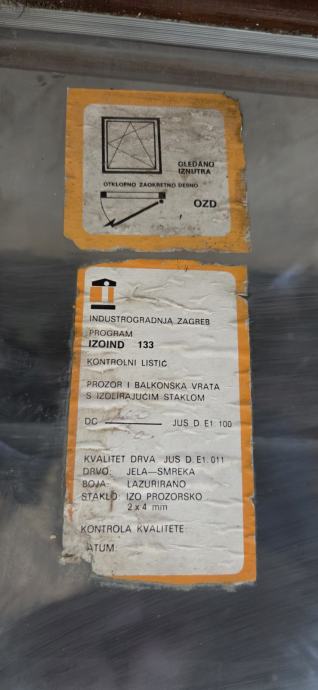 GLEDANO
IZNUTRA
OTKLOPNO ZAOKRETNO DESNO
OZD
INDUSTROGRADNJA ZAGREB
PROGRAM
IZOIND 133
KONTROLNI LISTIĆ
PROZOR I BALKONSKA VRATA
S IZOLIRAJUĆIM STAKLOM
DC JUS D E1 100
KVALITET DRVA JUS D E1.011
DRVO: JELA—SMREKA
BOJA: LAZURIRANO
STAKLO: IZO PROZORSKO
2 x 4 mm
KONTROLA KVALITETE
ATUM: